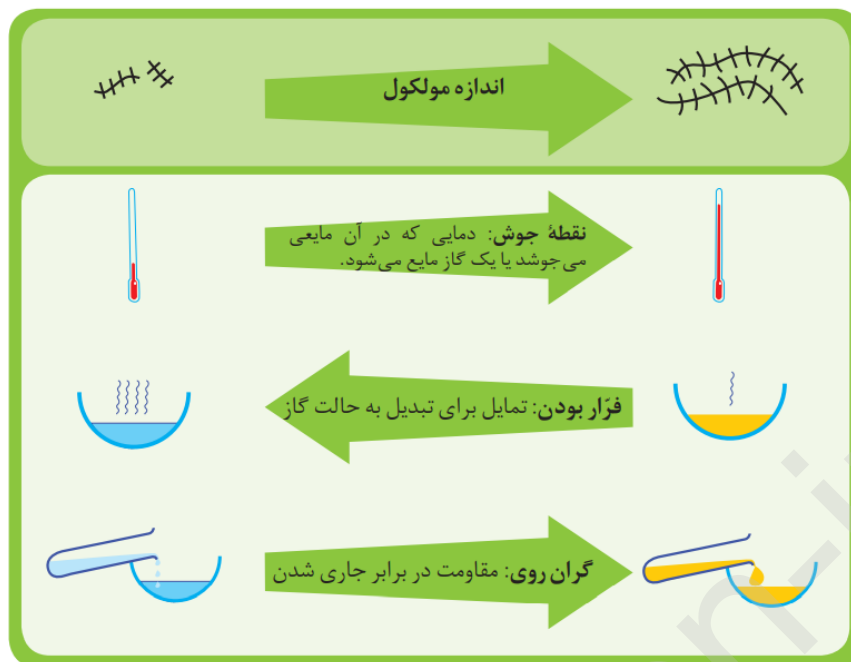 اندازه مولکول
نقطهٔ جوش: دمایی که در آن مایعی
می‌جوشد یا یک گاز مایع می‌شود.
فرّار بودن: تمایل برای تبدیل به حالت گاز
گران روی: مقاومت در برابر جاری شدن